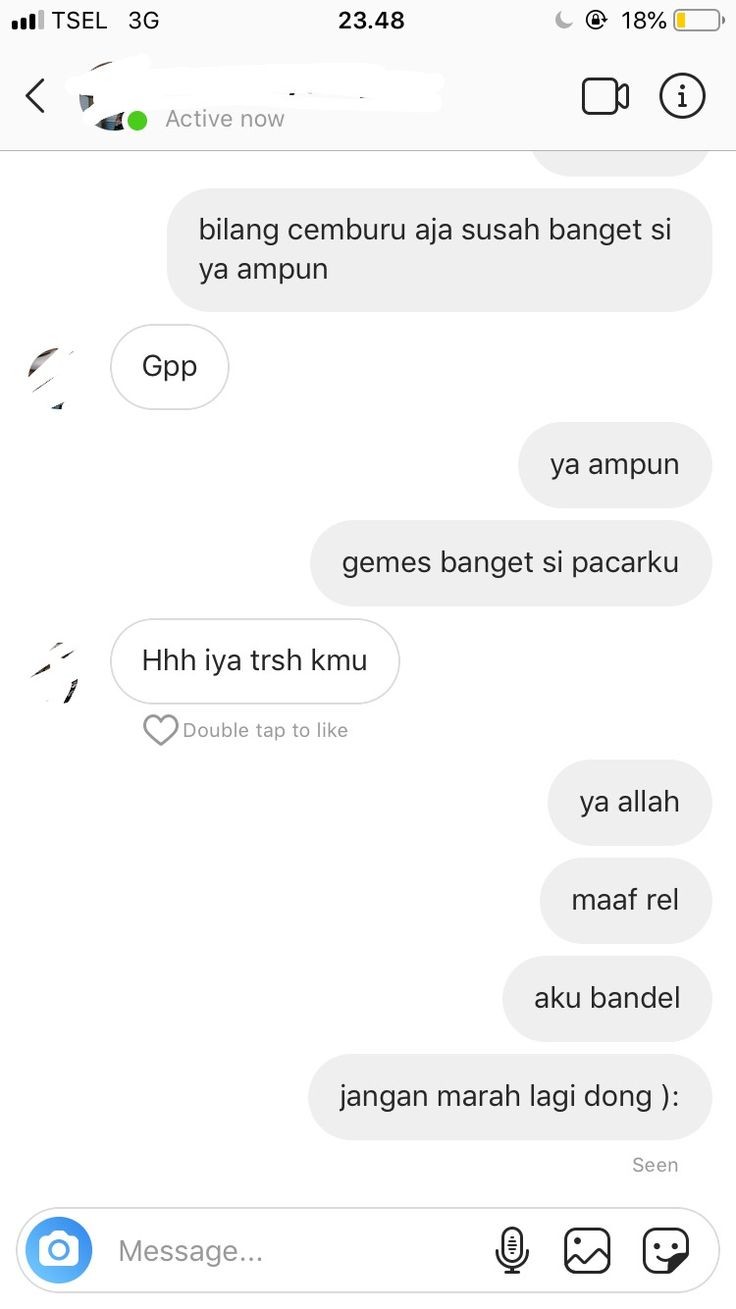 TSEL 3G 23.48 18%
Active now
bilang cemburu aja susah banget si
ya ampun
Gpp
ya ampun
gemes banget si pacarku
Hhh iya trsh kmu
Double tap to like
ya allah
maaf rel
aku bandel
jangan marah lagi dong ):
Seen
Message...